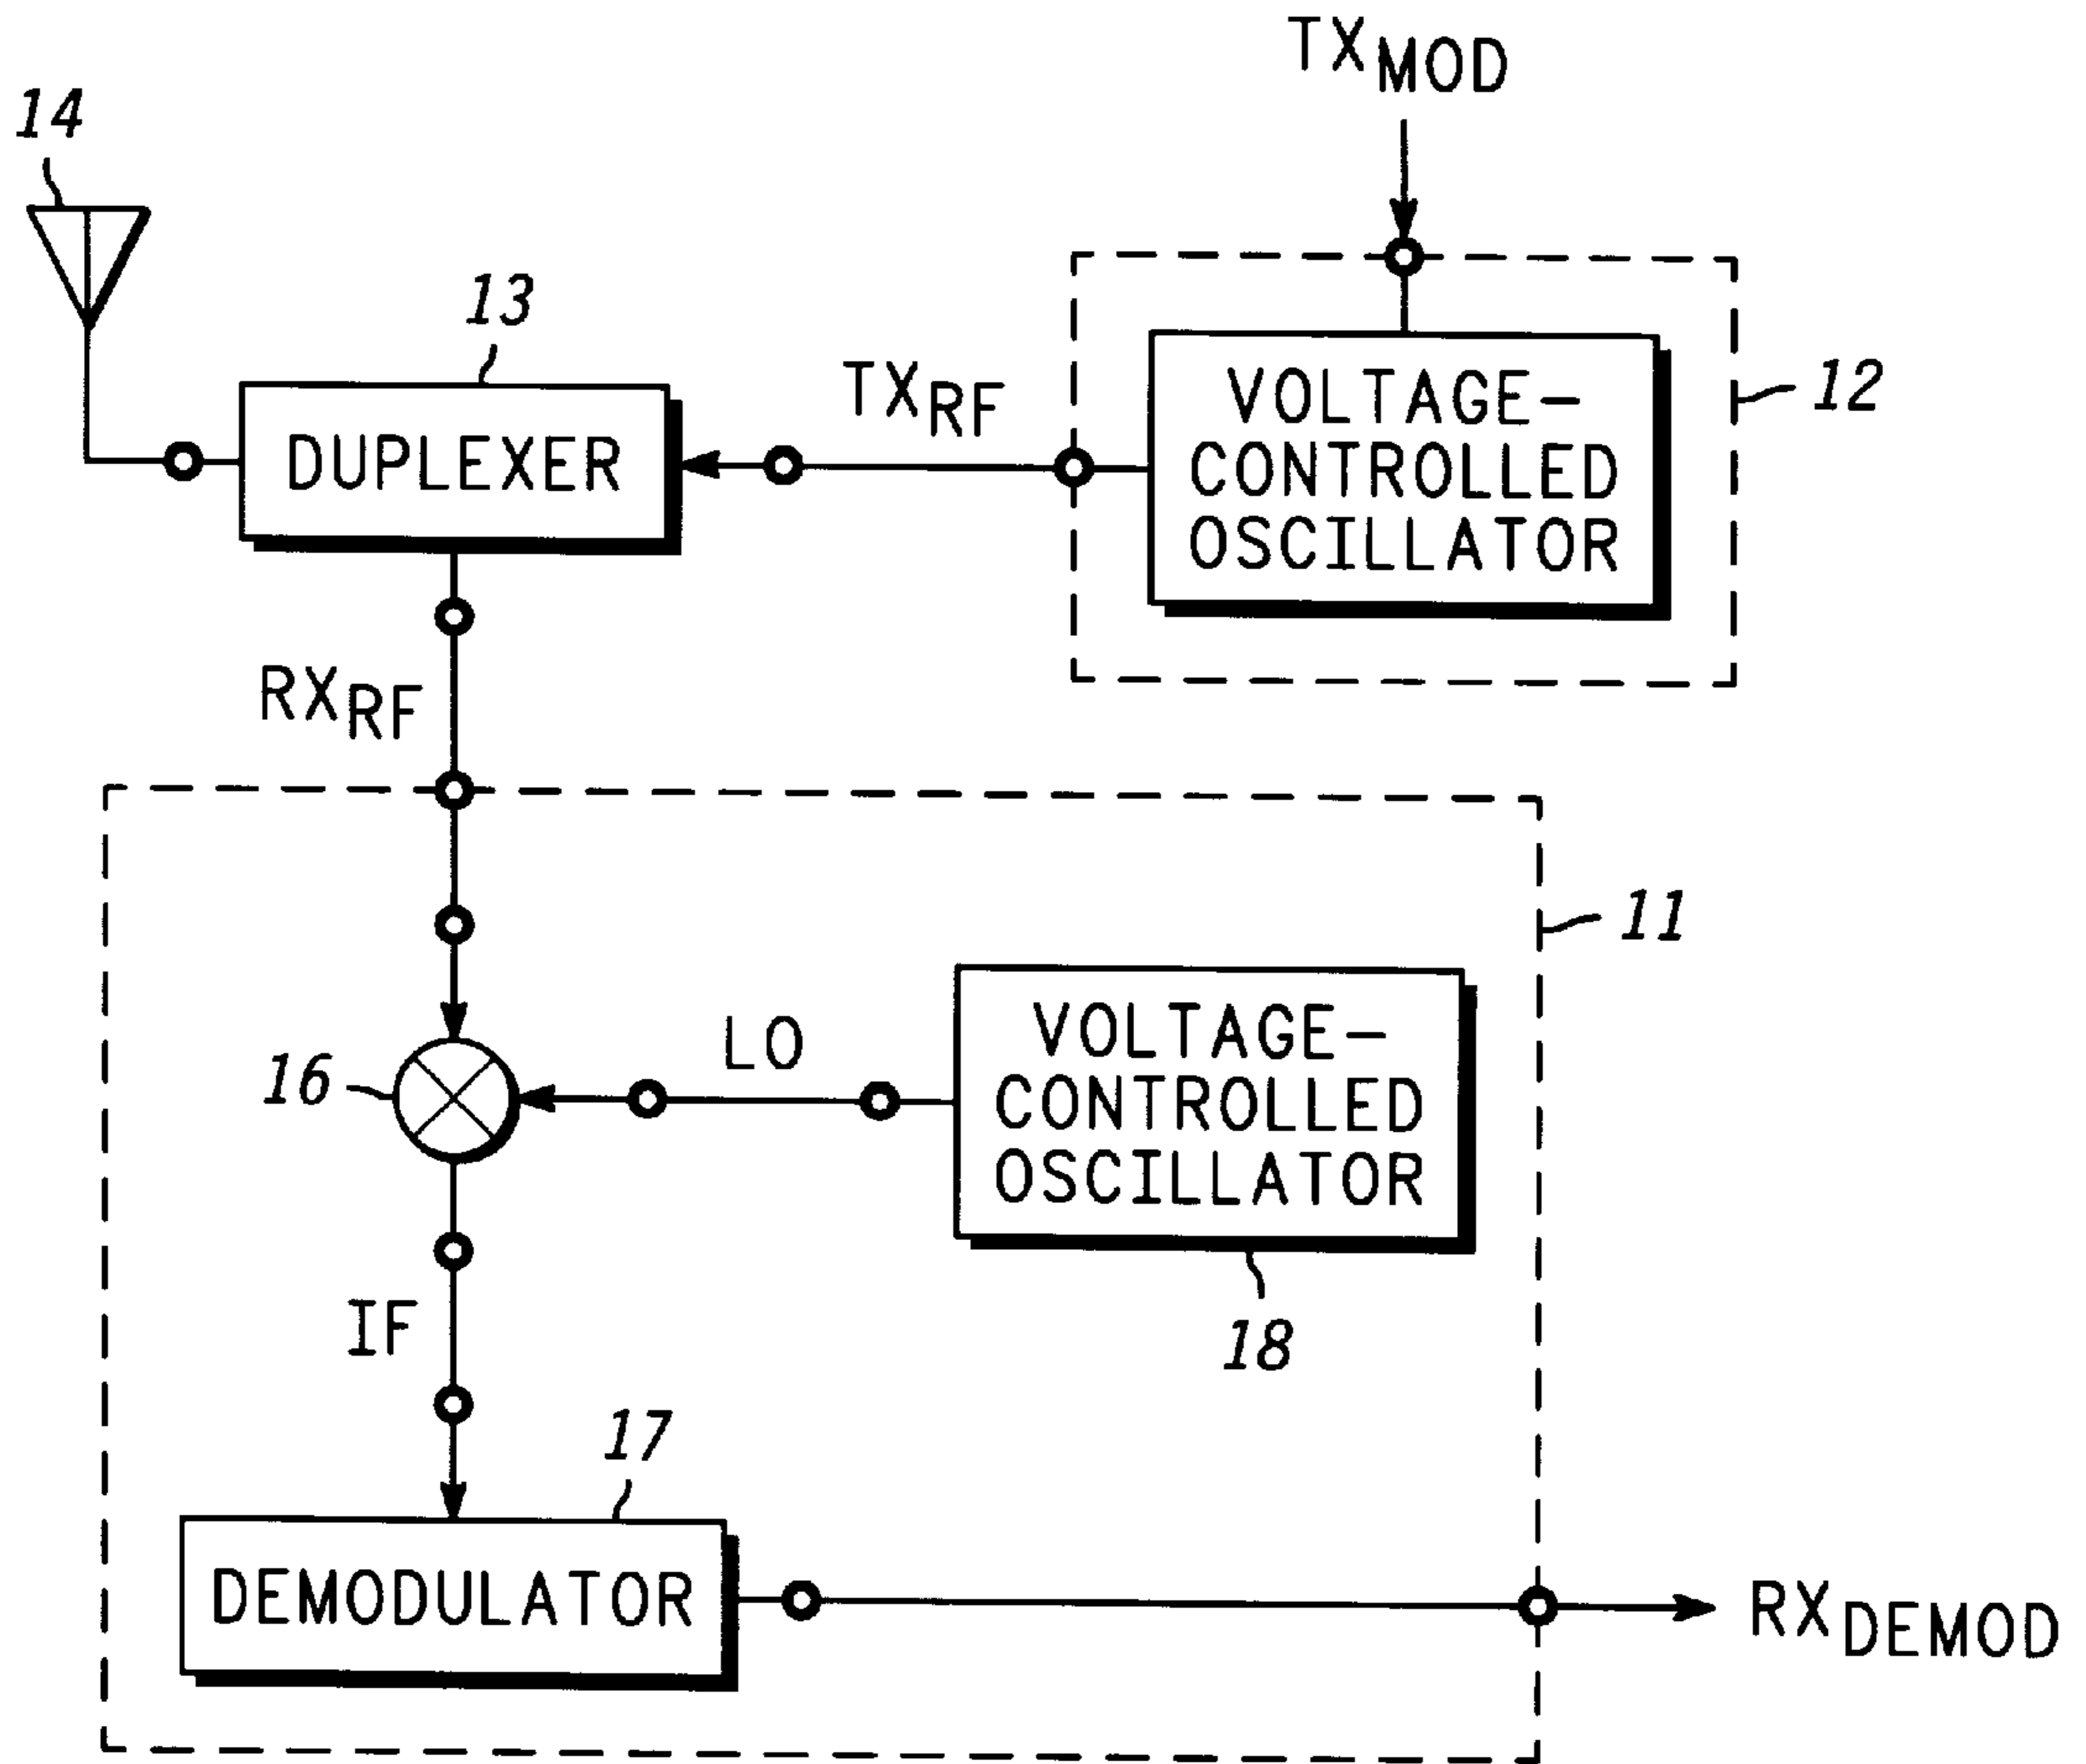 TXMOD
14
13
TXRF
VOLTAGE-
CONTROLLED
OSCILLATOR
12
DUPLEXER
RXRF
11
16
LO
VOLTAGE-
CONTROLLED
OSCILLATOR
18
IF
17
DEMODULATOR
RXDEMOD